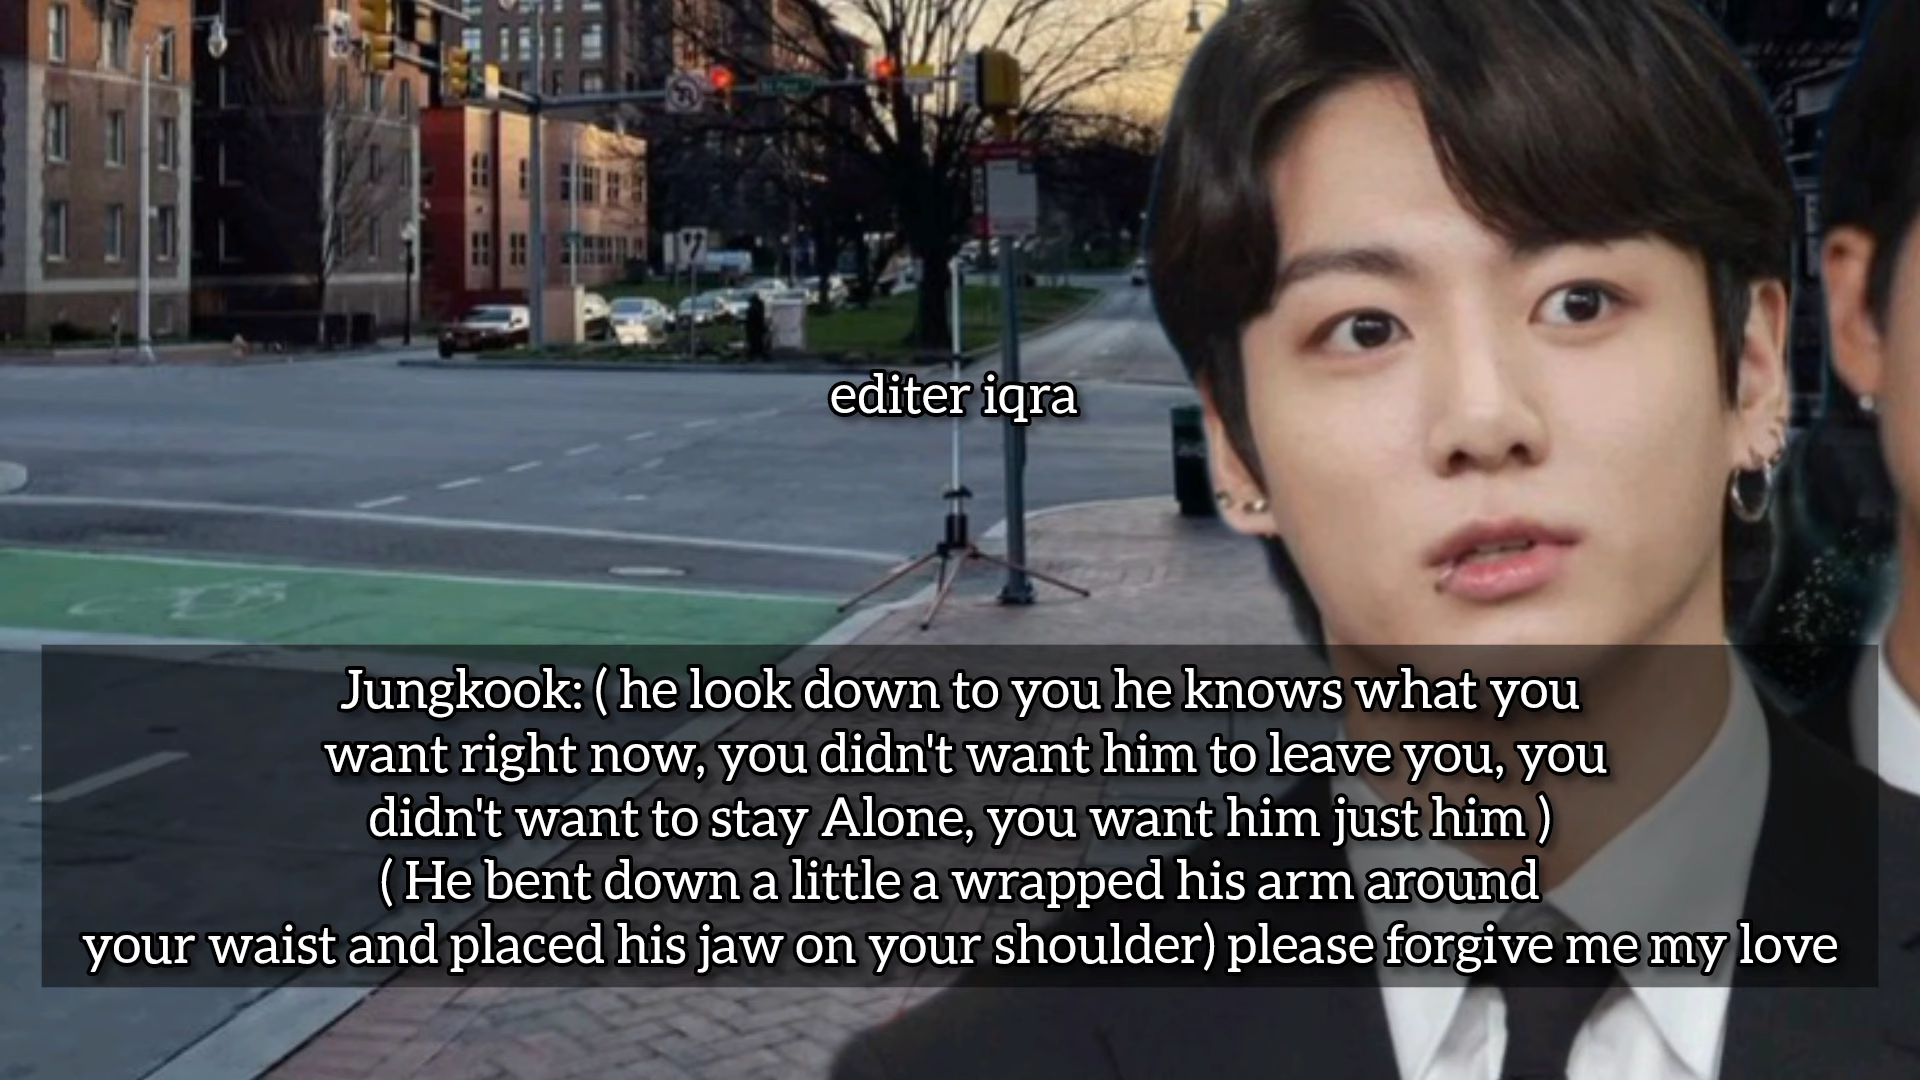 editer iqra
Jungkook: ( he look down to you he knows what you
want right now, you didn't want him to leave you, you
didn't want to stay Alone, you want him just him )
( He bent down a little a wrapped his arm around
your waist and placed his jaw on your shoulder) please forgive me my love